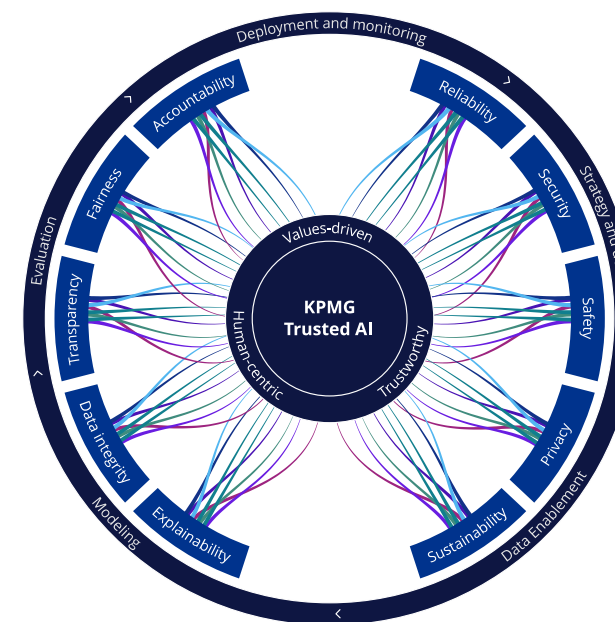 Deployment and monitoring
Accountability
Reliability
Fairness
Security
Strategy and
Evaluation
Values-driven
Transparency
KPMG
Trusted AI
Safety
Human-centric
Trustworthy
Data integrity
Privacy
Modeling
Explainability
Sustainability
Data Enablement